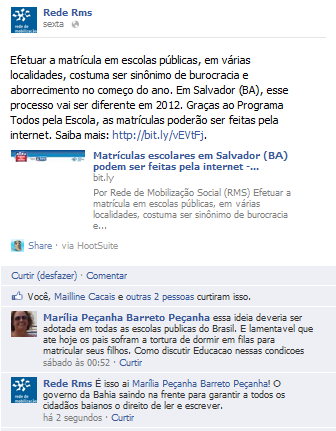 Rede Rms
sexta
rede de
mobilização
Efetuar a matrícula em escolas públicas, em várias
localidades, costuma ser sinônimo de burocracia e
aborrecimento no começo do ano. Em Salvador (BA), esse
processo vai ser diferente em 2012. Graças ao Programa
Todos pela Escola, as matrículas poderão ser feitas pela
internet. Saiba mais: http://bit.ly/vEVtFj.
Matrículas escolares em Salvador (BA)
podem ser feitas pela internet -...
bit.ly
Por Rede de Mobilização Social (RMS) Efetuar a
matrícula em escolas públicas, em várias
localidades, costuma ser sinônimo de burocracia
e...
Share · via HootSuite
Curtir (desfazer) · Comentar
Você, Mailline Cacais e outras 2 pessoas curtiram isso.
Marília Peçanha Barreto Peçanha essa ideia deveria ser
adotada em todas as escolas publicas do Brasil. E lamentavel que
ate hoje os pais sofram a tortura de dormir em filas para
matricular seus filhos. Como discutir Educacao nessas condicoes
sábado às 00:52 · Curtir
Rede Rms É isso ai Marília Peçanha Barreto Peçanha! O
governo da Bahia saindo na frente para garantir a todos os
cidadãos baianos o direito de ler e escrever.
há 2 segundos · Curtir